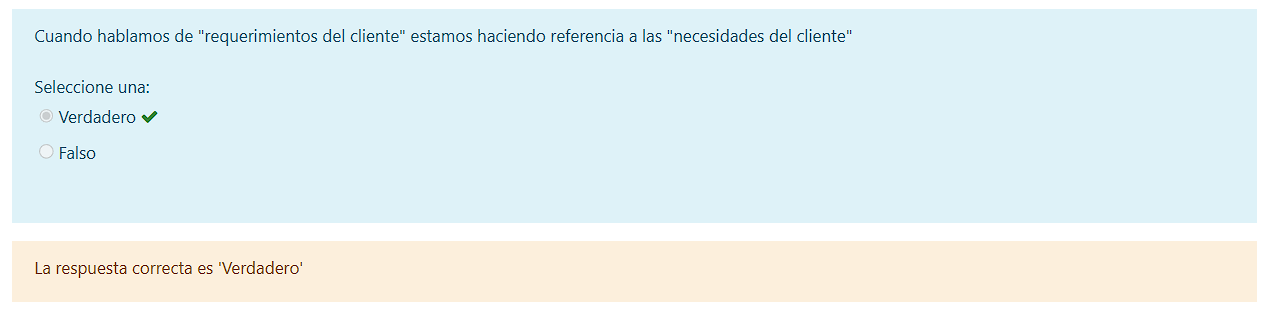 Cuando hablamos de "requerimientos del cliente" estamos haciendo referencia a las "necesidades del cliente"
Seleccione una:
Verdadero
Falso
La respuesta correcta es 'Verdadero'